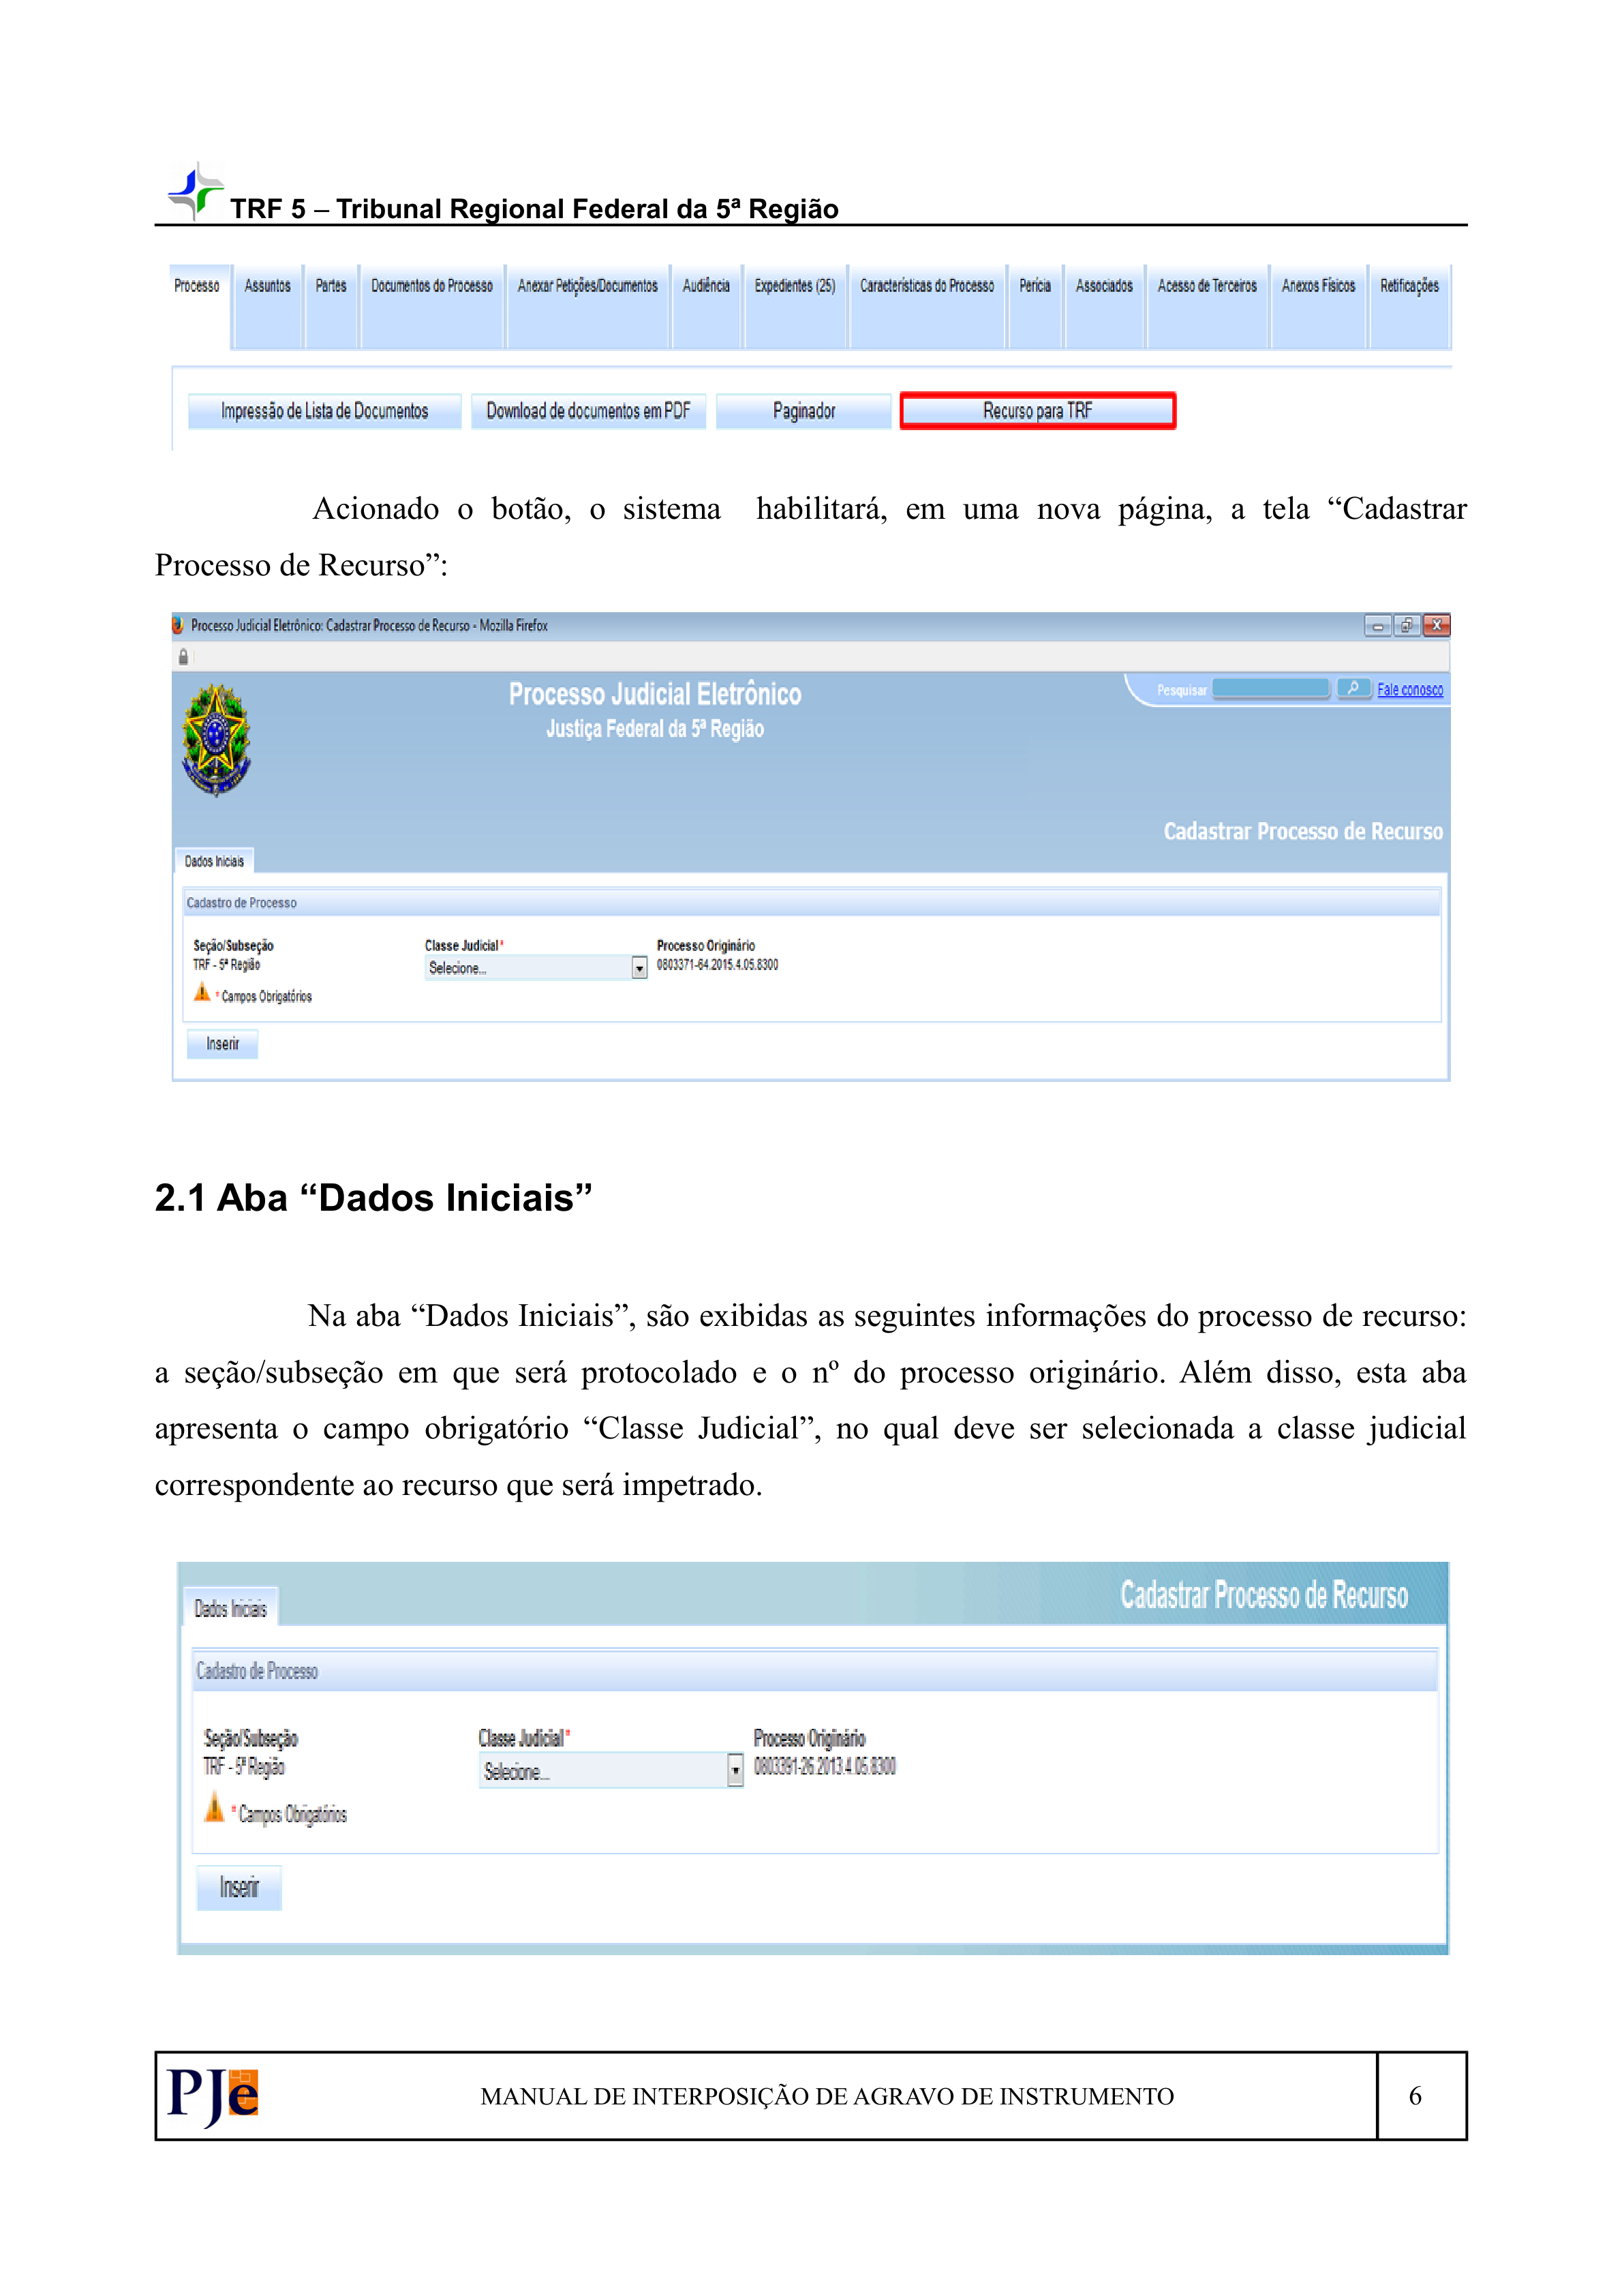 TRF 5 – Tribunal Regional Federal da 5ª Região
Processo Assuntos Partes Documentos do Processo Anexar Petições/Documentos Audiência Expedientes (25) Características do Processo Perícia Associados Acesso de Terceiros Anexos Físicos Retificações
Impressão de Lista de Documentos Download de documentos em PDF Paginador Recurso para TRF
Acionado o botão, o sistema habilitará, em uma nova página, a tela “Cadastrar
Processo de Recurso”:
Processo Judicial Eletrônico: Cadastrar Processo de Recurso - Mozilla Firefox
Processo Judicial Eletrônico
Justiça Federal da 5ª Região
Pesquisar Fale conosco
Cadastrar Processo de Recurso
Dados Iniciais
Cadastro de Processo
Seção/Subseção Classe Judicial* Processo Originário
TRF - 5ª Região Selecione... 0803371-64.2015.4.05.8300
* Campos Obrigatórios
Inserir
2.1 Aba “Dados Iniciais”
Na aba “Dados Iniciais”, são exibidas as seguintes informações do processo de recurso:
a seção/subseção em que será protocolado e o nº do processo originário. Além disso, esta aba
apresenta o campo obrigatório “Classe Judicial”, no qual deve ser selecionada a classe judicial
correspondente ao recurso que será impetrado.
Cadastrar Processo de Recurso
Dados Iniciais
Cadastro de Processo
Seção/Subseção Classe Judicial* Processo Originário
TRF - 5ª Região Selecione... 0803391-26.2013.4.05.8300
* Campos Obrigatórios
Inserir
PJe MANUAL DE INTERPOSIÇÃO DE AGRAVO DE INSTRUMENTO 6